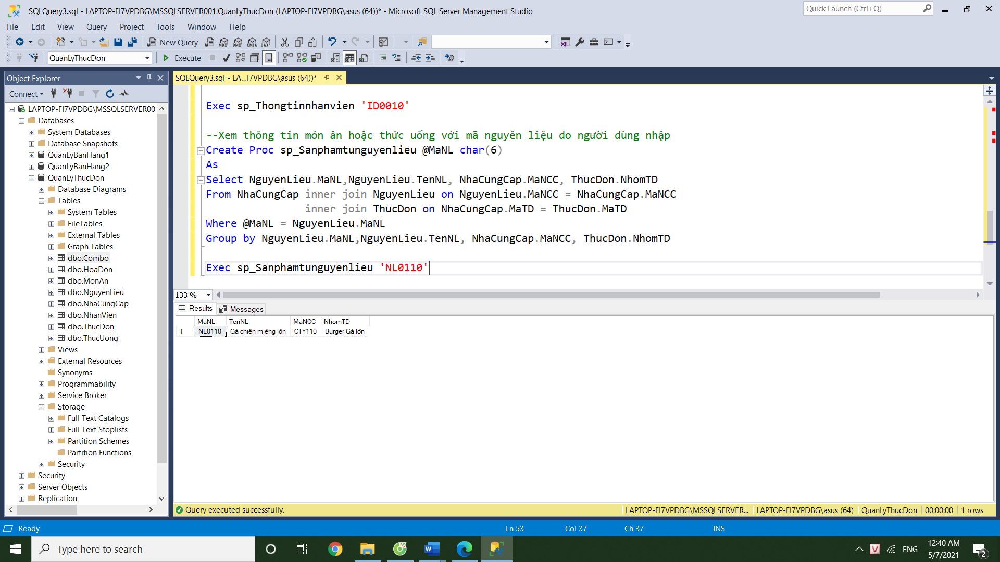 SQLQuery3.sql - LAPTOP-FI7VPDBG\MSSQLSERVER001.QuanLyThucDon (LAPTOP-FI7VPDBG\asus (64))* - Microsoft SQL Server Management Studio
Quick Launch (Ctrl+Q)
File Edit View Query Project Tools Window Help
New Query
MDX DMX XMLA DAX
QuanLyThucDon
Execute
Object Explorer
Connect
LAPTOP-FI7VPDBG\MSSQLSERVER00
Databases
System Databases
Database Snapshots
QuanLyBanHang1
QuanLyBanHang2
QuanLyThucDon
Database Diagrams
Tables
System Tables
FileTables
External Tables
Graph Tables
dbo.Combo
dbo.HoaDon
dbo.MonAn
dbo.NguyenLieu
dbo.NhaCungCap
dbo.NhanVien
dbo.ThucDon
dbo.ThucUong
Views
External Resources
Synonyms
Programmability
Service Broker
Storage
Full Text Catalogs
Full Text Stoplists
Partition Schemes
Partition Functions
Security
Security
Server Objects
Replication
SQLQuery3.sql - LA...I7VPDBG\asus (64))*
Exec sp_Thongtinnhanvien 'ID0010'
--Xem thông tin món ăn hoặc thức uống với mã nguyên liệu do người dùng nhập
Create Proc sp_Sanphamtunguyenlieu @MaNL char(6)
As
Select NguyenLieu.MaNL,NguyenLieu.TenNL, NhaCungCap.MaNCC, ThucDon.NhomTD
From NhaCungCap inner join NguyenLieu on NguyenLieu.MaNCC = NhaCungCap.MaNCC
inner join ThucDon on NhaCungCap.MaTD = ThucDon.MaTD
Where @MaNL = NguyenLieu.MaNL
Group by NguyenLieu.MaNL,NguyenLieu.TenNL, NhaCungCap.MaNCC, ThucDon.NhomTD
Exec sp_Sanphamtunguyenlieu 'NL0110'
133 %
Results Messages
MaNL TenNL MaNCC NhomTD
1 NL0110 Gà chiên miếng lớn CTY110 Burger Gà lớn
Query executed successfully.
LAPTOP-FI7VPDBG\MSSQLSERVER... LAPTOP-FI7VPDBG\asus (64) QuanLyThucDon 00:00:00 1 rows
Ready
Ln 53 Col 37 Ch 37 INS
Type here to search
ENG
12:40 AM
5/7/2021
2